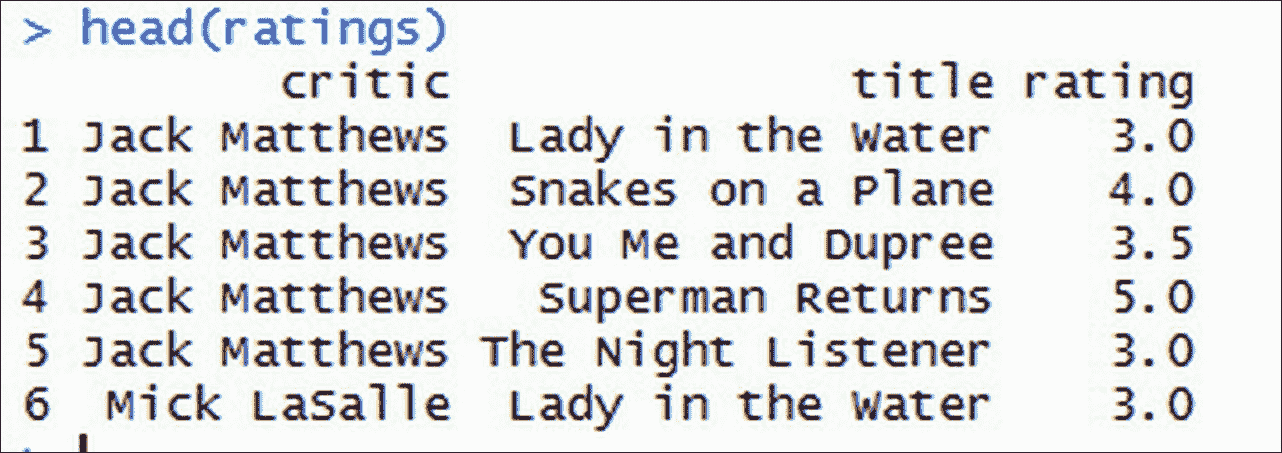 > head(ratings)
critic title rating
1 Jack Matthews Lady in the Water 3.0
2 Jack Matthews Snakes on a Plane 4.0
3 Jack Matthews You Me and Dupree 3.5
4 Jack Matthews Superman Returns 5.0
5 Jack Matthews The Night Listener 3.0
6 Mick LaSalle Lady in the Water 3.0